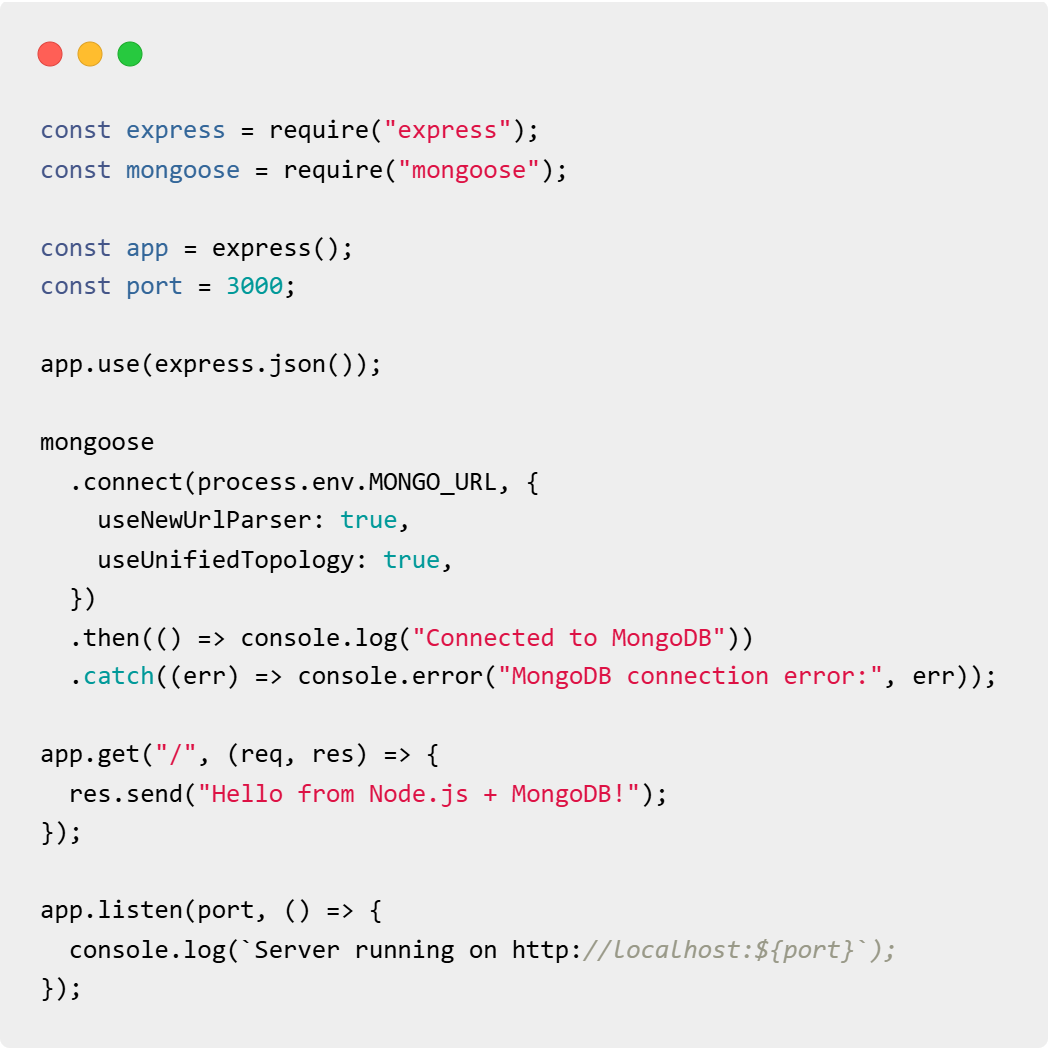 const express = require("express");
const mongoose = require("mongoose");

const app = express();
const port = 3000;

app.use(express.json());

mongoose
  .connect(process.env.MONGO_URL, {
    useNewUrlParser: true,
    useUnifiedTopology: true,
  })
  .then(() => console.log("Connected to MongoDB"))
  .catch((err) => console.error("MongoDB connection error:", err));

app.get("/", (req, res) => {
  res.send("Hello from Node.js + MongoDB!");
});

app.listen(port, () => {
  console.log(`Server running on http://localhost:${port}`);
});